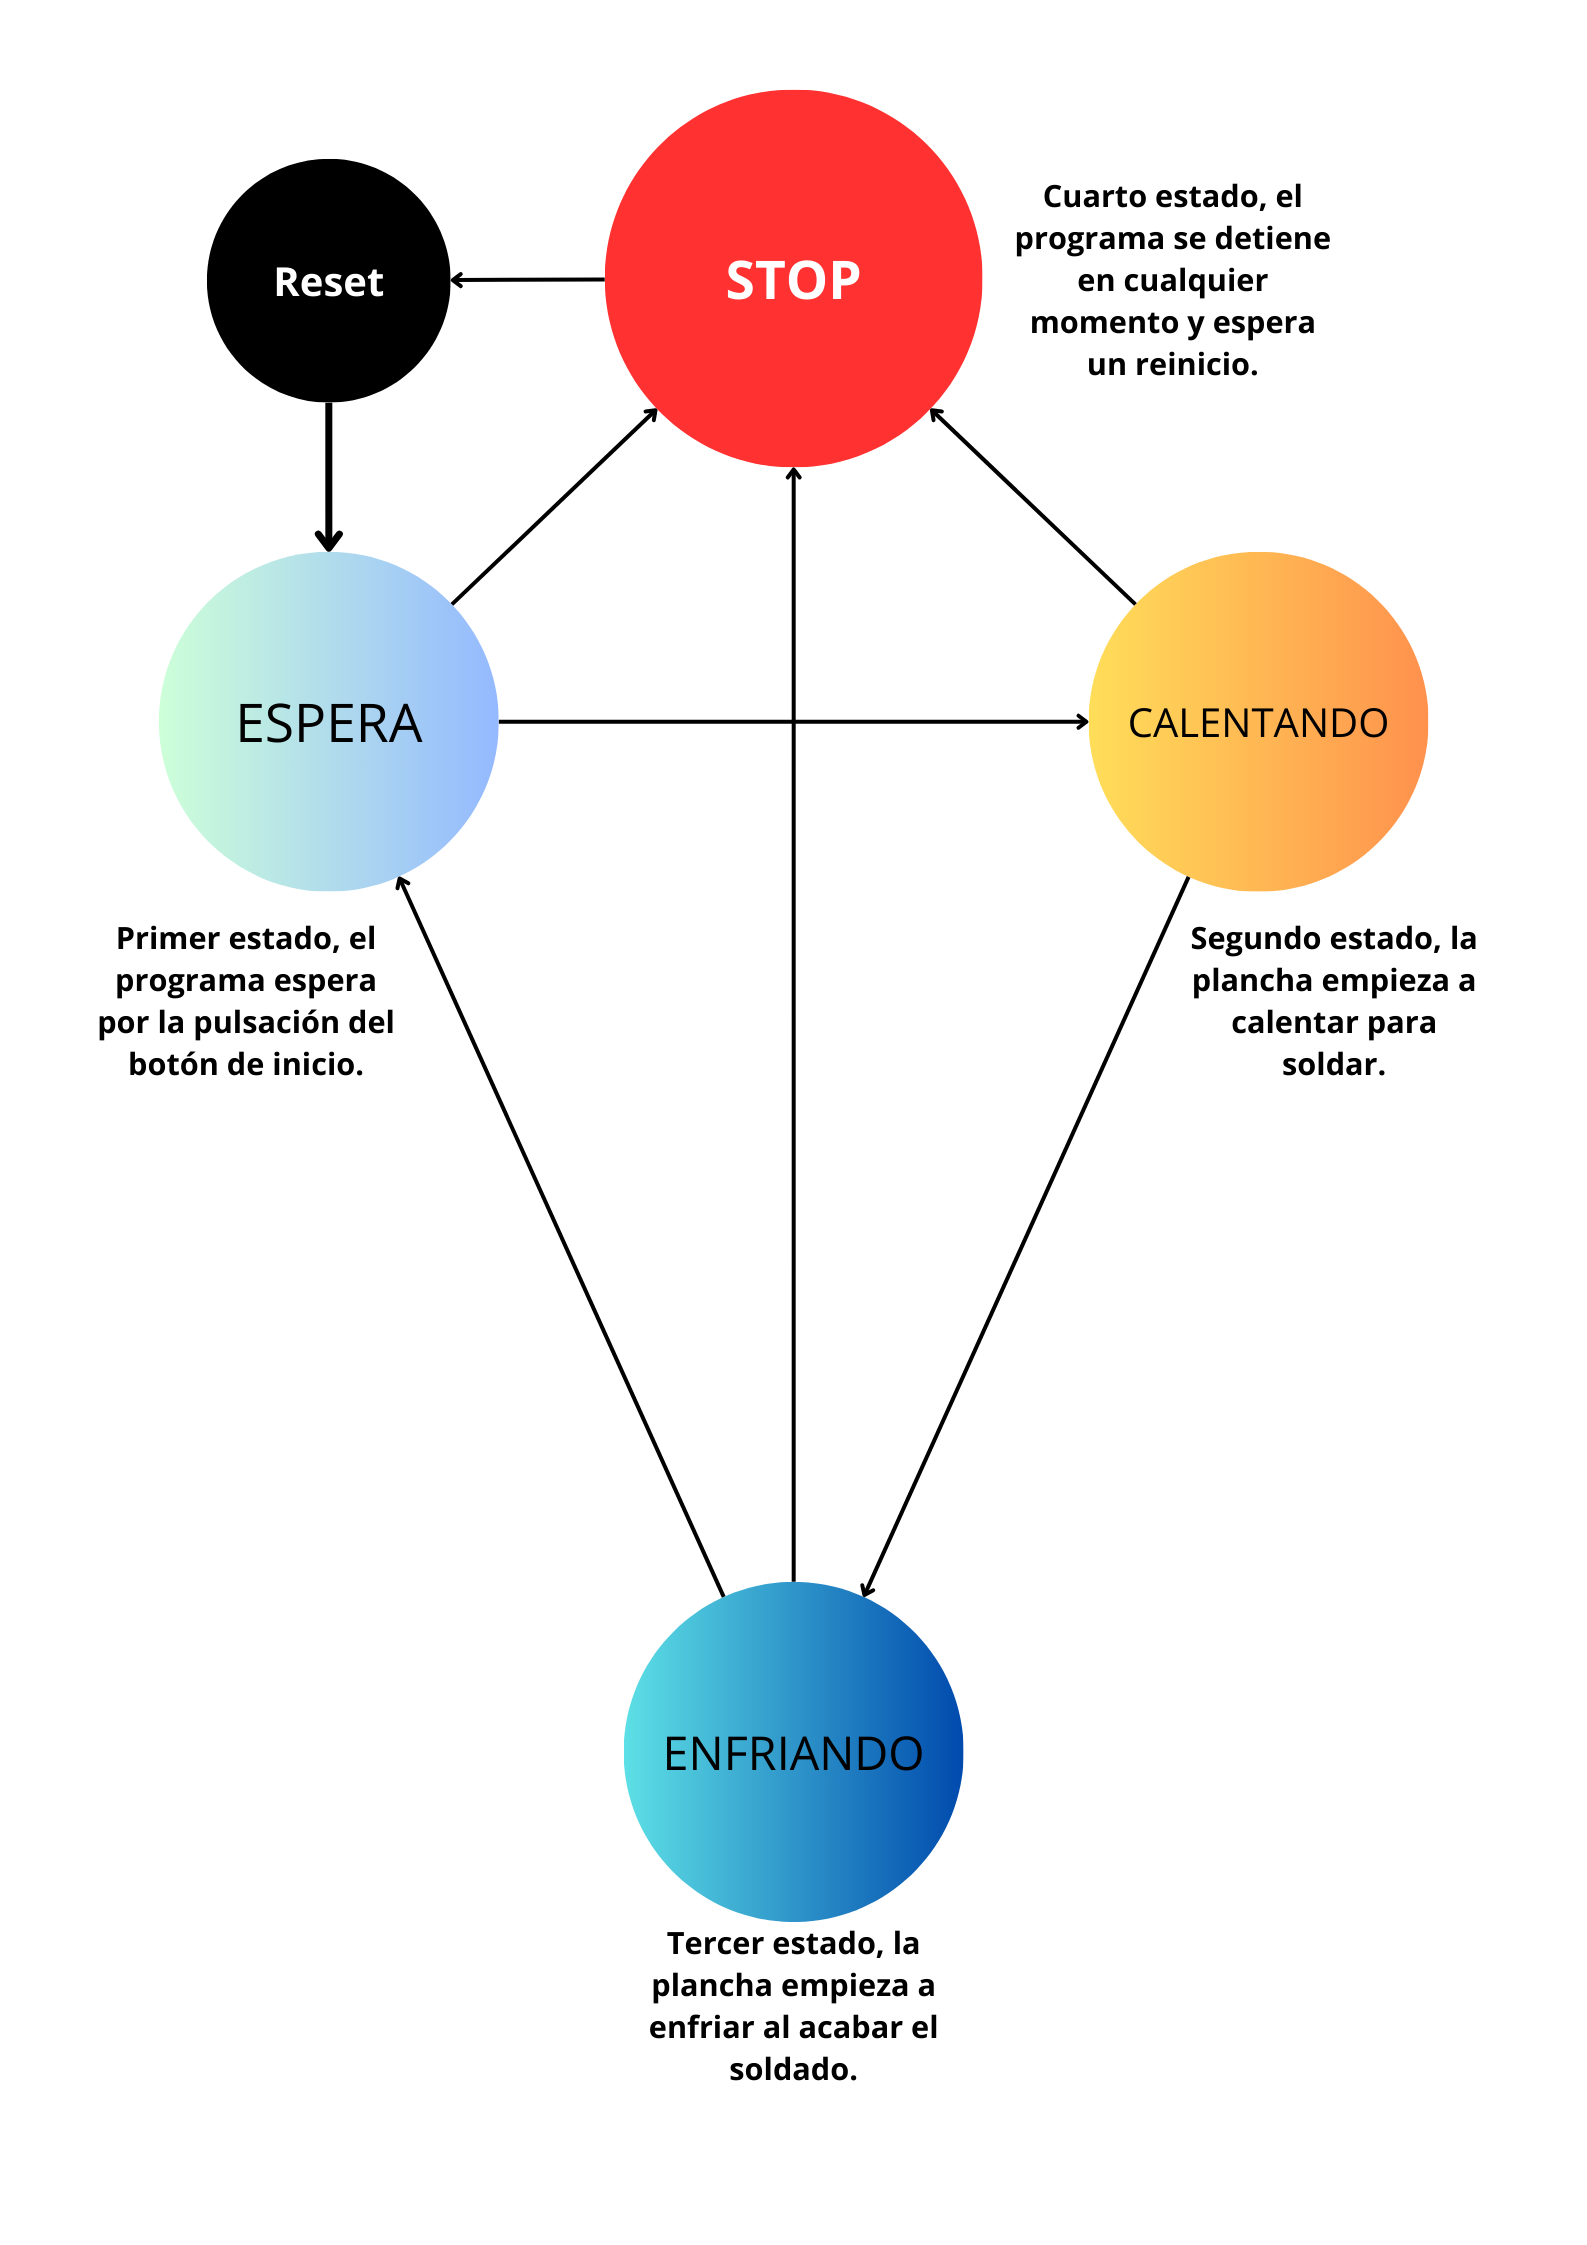 Reset
STOP
Cuarto estado, el
programa se detiene
en cualquier
momento y espera
un reinicio.
ESPERA
CALENTANDO
Primer estado, el
programa espera
por la pulsación del
botón de inicio.
Segundo estado, la
plancha empieza a
calentar para
soldar.
ENFRIANDO
Tercer estado, la
plancha empieza a
enfriar al acabar el
soldado.